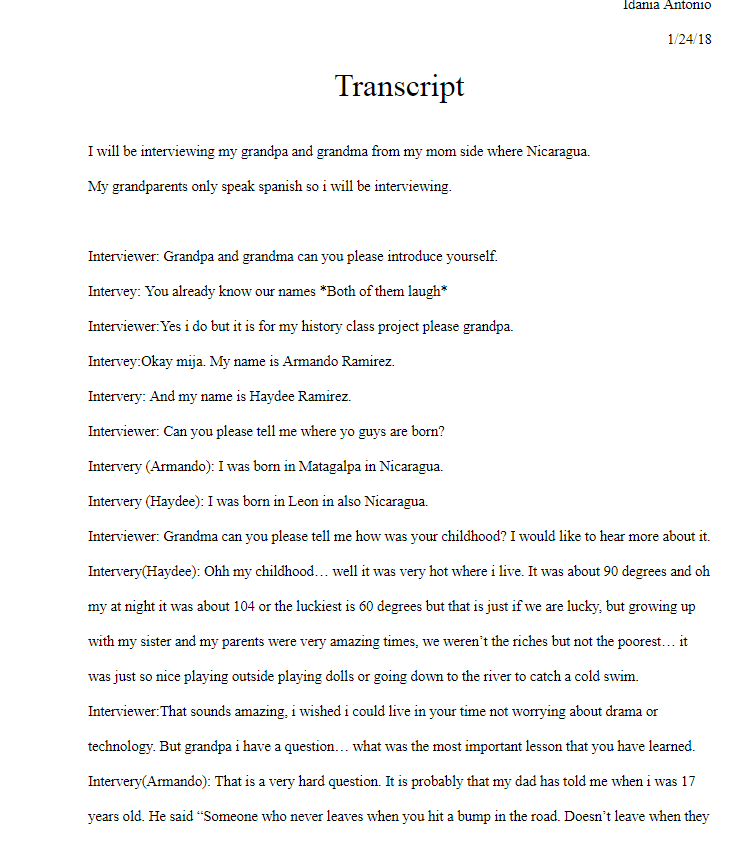 Idania Antonio
1/24/18
Transcript
I will be interviewing my grandpa and grandma from my mom side where Nicaragua.
My grandparents only speak spanish so i will be interviewing.
Interviewer: Grandpa and grandma can you please introduce yourself.
Intervey: You already know our names *Both of them laugh*
Interviewer:Yes i do but it is for my history class project please grandpa.
Intervey:Okay mija. My name is Armando Ramirez.
Intervery: And my name is Haydee Ramirez.
Interviewer: Can you please tell me where yo guys are born?
Intervery (Armando): I was born in Matagalpa in Nicaragua.
Intervery (Haydee): I was born in Leon in also Nicaragua.
Interviewer: Grandma can you please tell me how was your childhood? I would like to hear more about it.
Intervery(Haydee): Ohh my childhood… well it was very hot where i live. It was about 90 degrees and oh
my at night it was about 104 or the luckiest is 60 degrees but that is just if we are lucky, but growing up
with my sister and my parents were very amazing times, we weren’t the riches but not the poorest… it
was just so nice playing outside playing dolls or going down to the river to catch a cold swim.
Interviewer:That sounds amazing, i wished i could live in your time not worrying about drama or
technology. But grandpa i have a question… what was the most important lesson that you have learned.
Intervery(Armando): That is a very hard question. It is probably that my dad has told me when i was 17
years old. He said “Someone who never leaves when you hit a bump in the road. Doesn’t leave when they